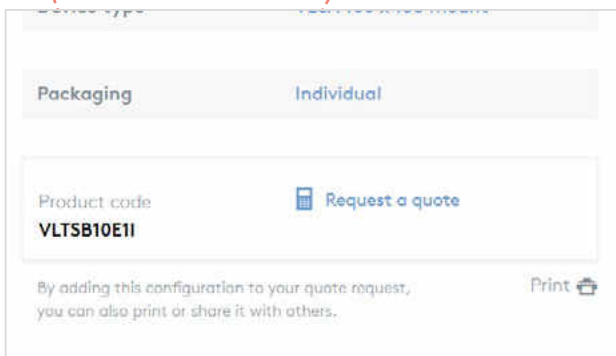 Packaging Individual
Product code
Request a quote
VLTSB10E1I
By adding this configuration to your quote request,
you can also print or share it with others.
Print